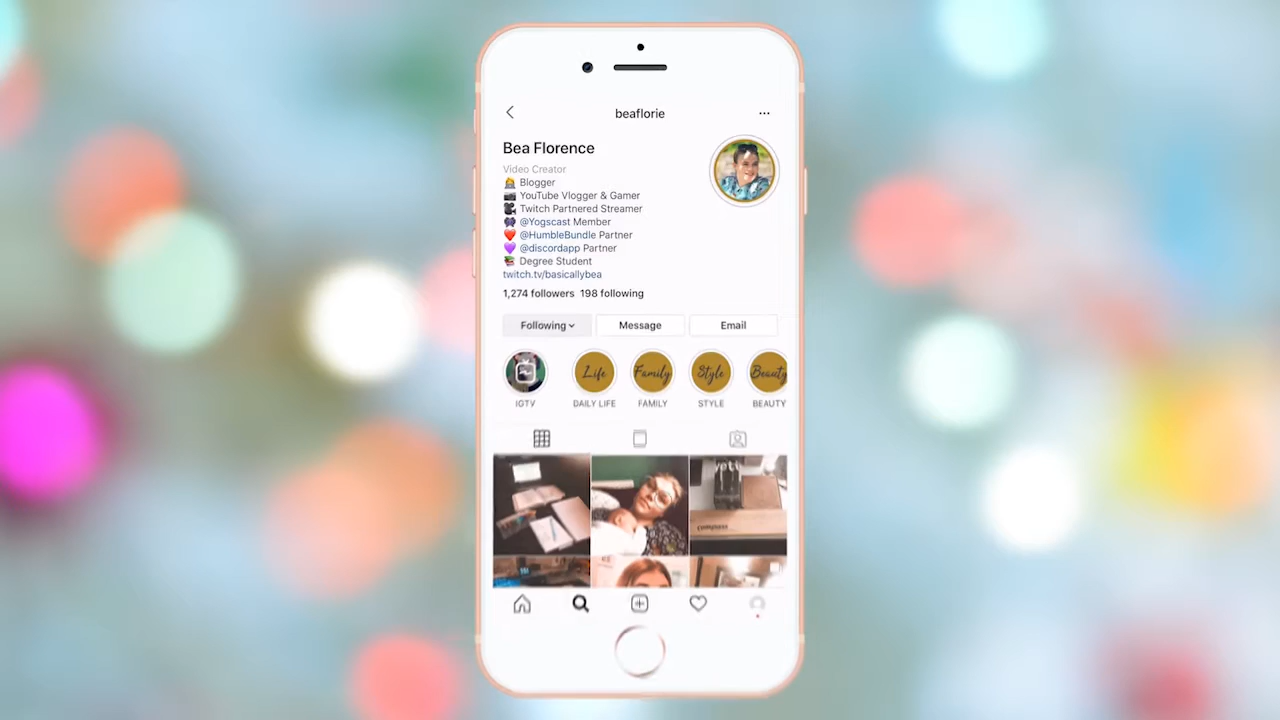 beaflorie
Bea Florence
Video Creator
Blogger
YouTube Vlogger & Gamer
Twitch Partnered Streamer
@Yogscast Member
@HumbleBundle Partner
@discordapp Partner
Degree Student
twitch.tv/basicallybea
1,274 followers 198 following
Following Message Email
Life Family Style Beauty
IGTV DAILY LIFE FAMILY STYLE BEAUTY